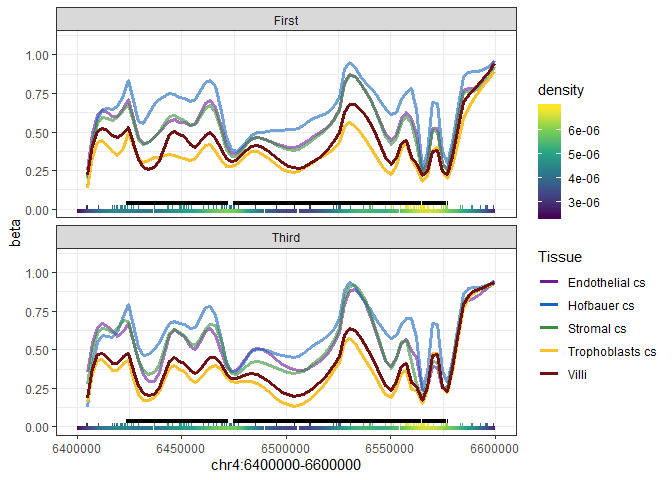 First
1.00
0.75
0.50
0.25
0.00
beta
Third
1.00
0.75
0.50
0.25
0.00
6400000
6450000
6500000
6550000
6600000
chr4:6400000-6600000
density
6e-06
5e-06
4e-06
3e-06
Tissue
Endothelial cs
Hofbauer cs
Stromal cs
Trophoblasts cs
Villi